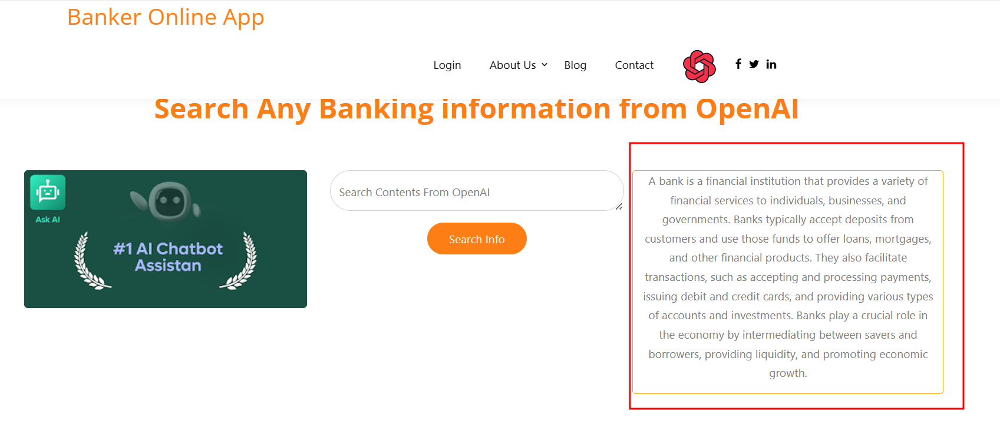 Banker Online App
Login About Us Blog Contact
Search Any Banking information from OpenAI
Ask AI
#1 AI Chatbot
Assistan
Search Contents From OpenAI
Search Info
A bank is a financial institution that provides a variety of
financial services to individuals, businesses, and
governments. Banks typically accept deposits from
customers and use those funds to offer loans, mortgages,
and other financial products. They also facilitate
transactions, such as accepting and processing payments,
issuing debit and credit cards, and providing various types
of accounts and investments. Banks play a crucial role in
the economy by intermediating between savers and
borrowers, providing liquidity, and promoting economic
growth.